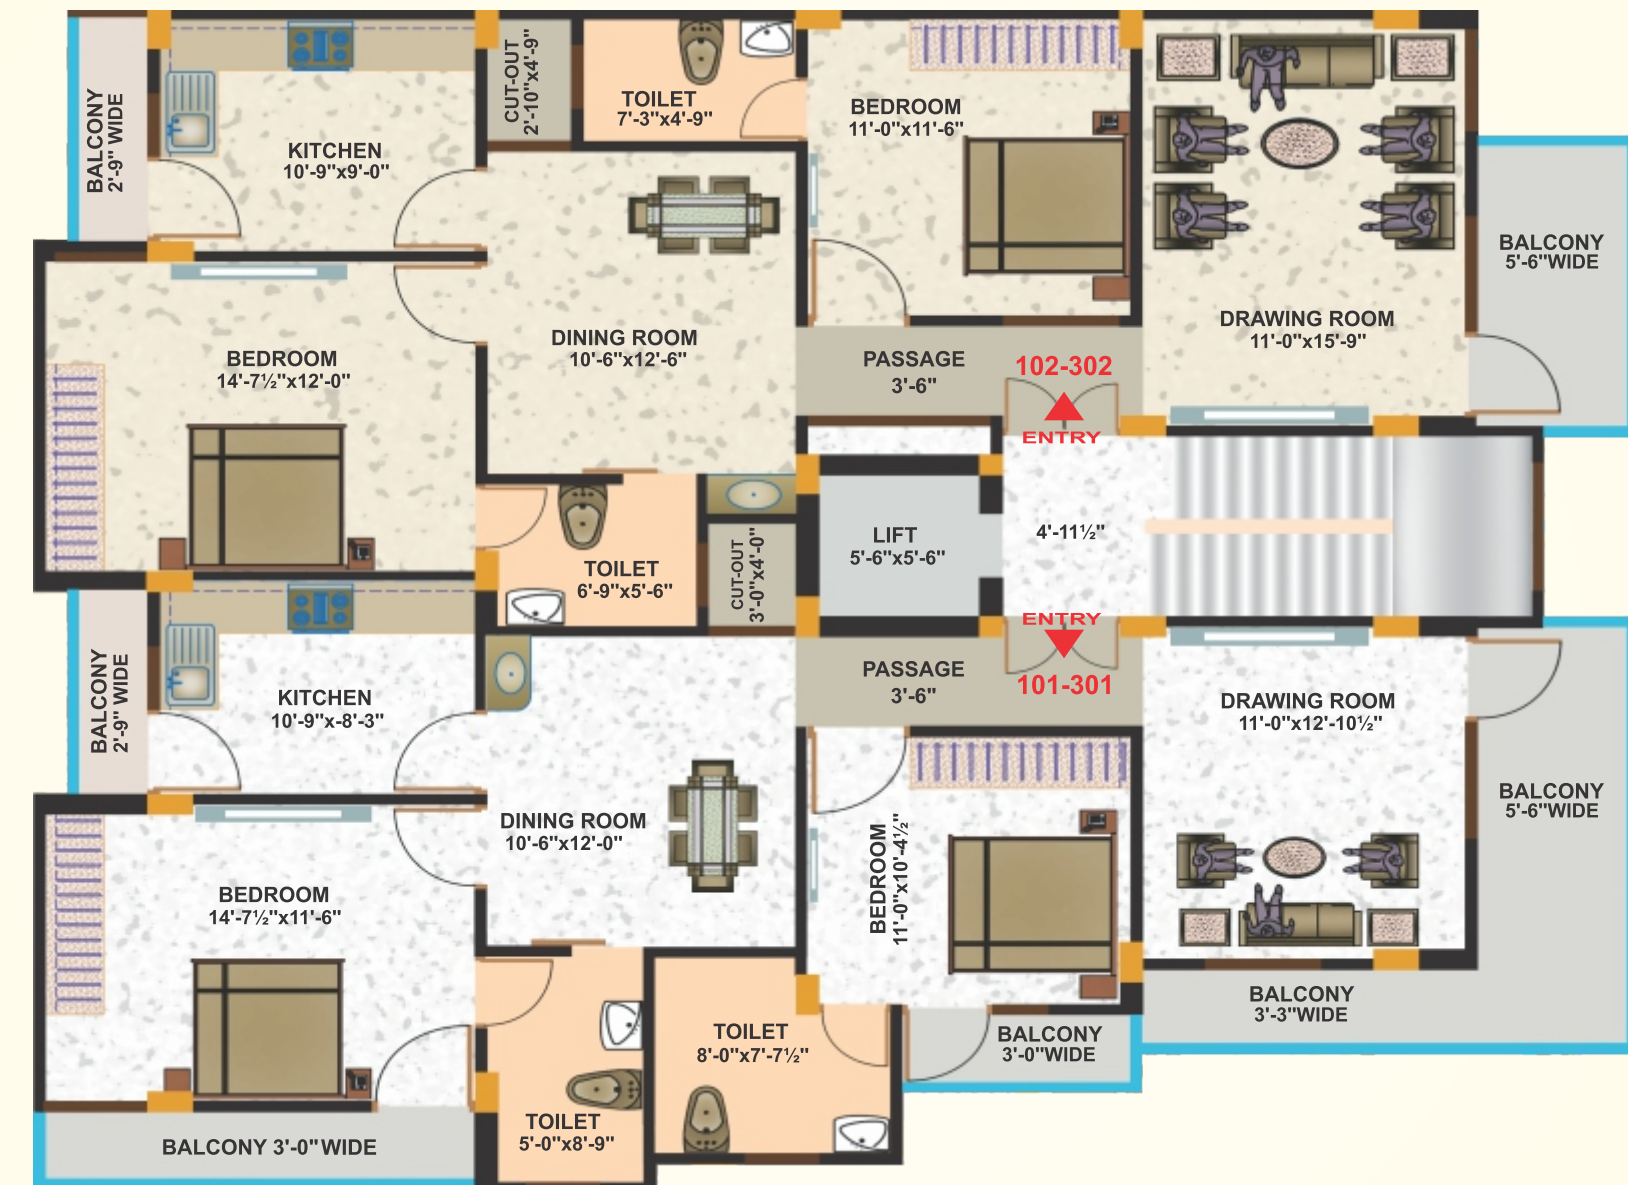 BALCONY
2'-9" WIDE
KITCHEN
10'-9"x9'-0"
CUT-OUT
2'-10"x4'-9"
TOILET
7'-3"x4'-9"
BEDROOM
11'-0"x11'-6"
DRAWING ROOM
11'-0"x15'-9"
BALCONY
5'-6"WIDE
BEDROOM
14'-7½"x12'-0"
DINING ROOM
10'-6"x12'-6"
PASSAGE
3'-6"
102-302
ENTRY
TOILET
6'-9"x5'-6"
CUT-OUT
3'-0"x4'-0"
LIFT
5'-6"x5'-6"
4'-11½"
ENTRY
101-301
PASSAGE
3'-6"
BALCONY
2'-9" WIDE
KITCHEN
10'-9"x-8'-3"
DRAWING ROOM
11'-0"x12'-10½"
BALCONY
5'-6"WIDE
DINING ROOM
10'-6"x12'-0"
BEDROOM
11'-0"x10'-4½"
BEDROOM
14'-7½"x11'-6"
BALCONY
3'-3"WIDE
TOILET
8'-0"x7'-7½"
BALCONY
3'-0"WIDE
TOILET
5'-0"x8'-9"
BALCONY 3'-0" WIDE